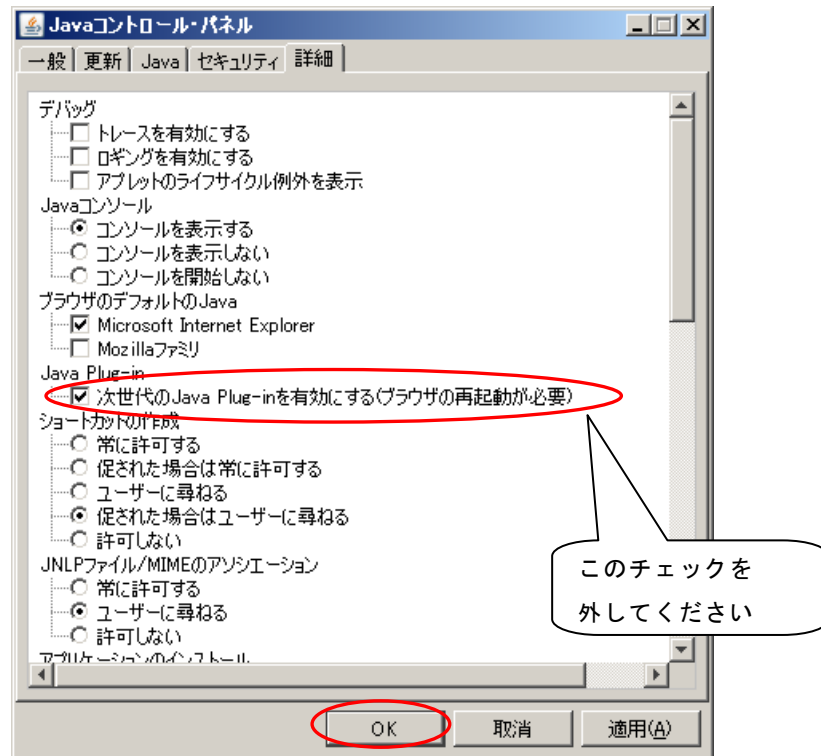 Javaコントロール・パネル
一般 更新 Java セキュリティ 詳細
デバッグ
トレースを有効にする
ロギングを有効にする
アプレットのライフサイクル例外を表示
Javaコンソール
コンソールを表示する
コンソールを表示しない
コンソールを開始しない
ブラウザのデフォルトのJava
Microsoft Internet Explorer
Mozillaファミリ
Java Plug-in
次世代のJava Plug-inを有効にする(ブラウザの再起動が必要)
ショートカットの作成
常に許可する
促された場合は常に許可する
ユーザーに尋ねる
促された場合はユーザーに尋ねる
許可しない
JNLPファイル/MIMEのアソシエーション
常に許可する
ユーザーに尋ねる
許可しない
アプリケーションのインストール
このチェックを
外してください
OK 取消 適用(A)